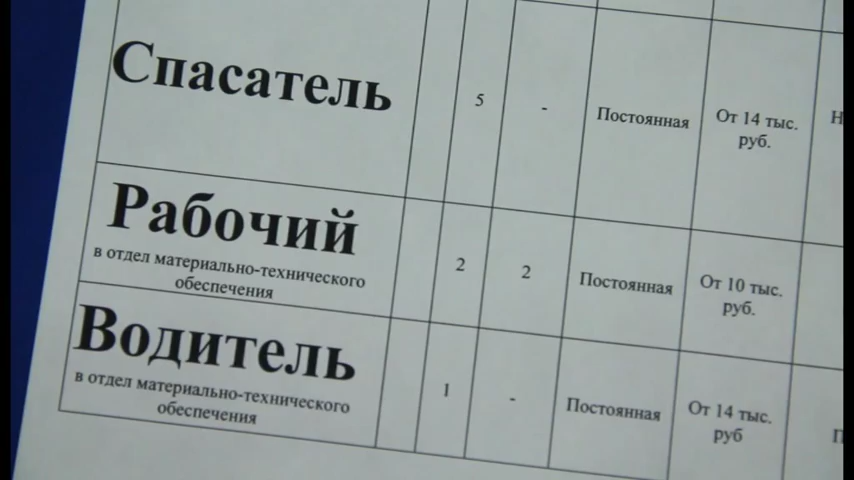 Спасатель
5
-
Постоянная
От 14 тыс.
руб.
Н
Рабочий
в отдел материально-технического
обеспечения
2
2
Постоянная
От 10 тыс.
руб.
Водитель
в отдел материально-технического
обеспечения
1
-
Постоянная
От 14 тыс.
руб
П